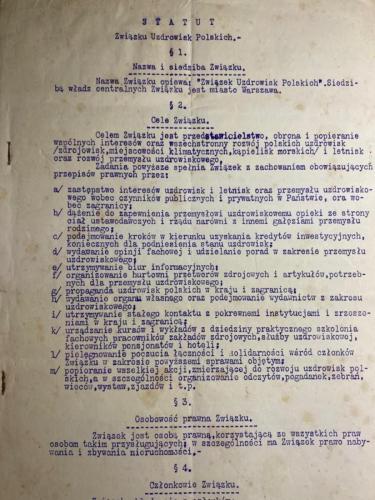 S T A T U T
Związku Uzdrowisk Polskich.-
§ 1.
Nazwa i siedziba Związku.
Nazwa Związku opiewa: "Związek Uzdrowisk Polskich".Siedzi-
bą władz centralnych Związku jest miasto Warszawa.
§ 2.
Cele Związku.
Celem Związku jest przedstawicielstwo, obrona i popieranie
wspólnych interesów oraz wszechstronny rozwój polskich uzdrowisk
/zdrojowisk,miejscowości klimatycznych,kąpielisk morskich/ i letnisk
oraz rozwój przemysłu uzdrowiskowego.
Zadania powyższe spełnia Związek z zachowaniem obowiązujących
przepisów prawnych przez:
a/ zastępstwo interesów uzdrowisk i letnisk oraz przemysłu uzdrowisko-
wego wobec czynników publicznych i prywatnych w Państwie, ora wo-
bec zagranicy;
b/ dążenie do zapewnienia przemysłowi uzdrowiskowemu opieki ze strony
ciał ustawodawczych i rządu narówni z innemi gałęziami przemysłu
rodzinnego;
c/ podejmowanie kroków w kierunku uzyskania kredytów inwestycyjnych,
koniecznych dla podniesienia stanu uzdrowisk;
d/ wydawanie opinji fachowej i udzielanie porad w zakresie przemysłu
uzdrowiskowego;
e/ utrzymywanie biur informacyjnych;
f/ organizowanie hurtowni przetworów zdrojowych i artykułów,potrzeb-
nych dla przemysłu uzdrowiskowego;
g/ propaganda uzdrowisk polskich w kraju i zagranicą;
h/ wydawanie organu własnego oraz podejmowanie wydawnictw z zakrosu
uzdrowiskowego;
i/ utrzymywanie stałego kontaktu z pokrewnemi instytucjami i zrzeszo-
niami w kraju i zagranicą;
k/ urządzanie kursów i wykładów z dziedziny praktycznego szkolonia
fachowych pracowników zakładów zdrojowych,służby uzdrowiskowej,
kierowników pensjonatów i hoteli;
l/ pielęgnowanie poczucia łączności i solidarności wśród członków
Związku w zakrosie powyższemi sprawami objętym;
m/ popieranie wszelkiej akcji,zmierzającej do rozwoju uzdrowisk pol-
skich,a w szczególności organizowanie odczytów,pogadanek,zebrań,
wieców,wystaw,zjazdów i t.p.
§ 3.
Osobowość prawna Związku.
Związek jest osobą prawną,korzystającą ze wszystkich praw
osobom takim przysługujących; w szczególności ma Związek prawo naby-
wania i zbywania nieruchomości.-
§ 4.
Członkowie Związku.